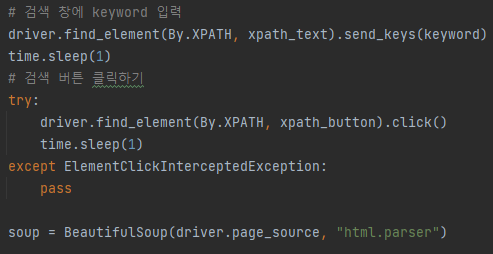 # 검색 창에 keyword 입력
driver.find_element(By.XPATH, xpath_text).send_keys(keyword)
time.sleep(1)
# 검색 버튼 클릭하기
try:
    driver.find_element(By.XPATH, xpath_button).click()
    time.sleep(1)
except ElementClickInterceptedException:
    pass

soup = BeautifulSoup(driver.page_source, "html.parser")